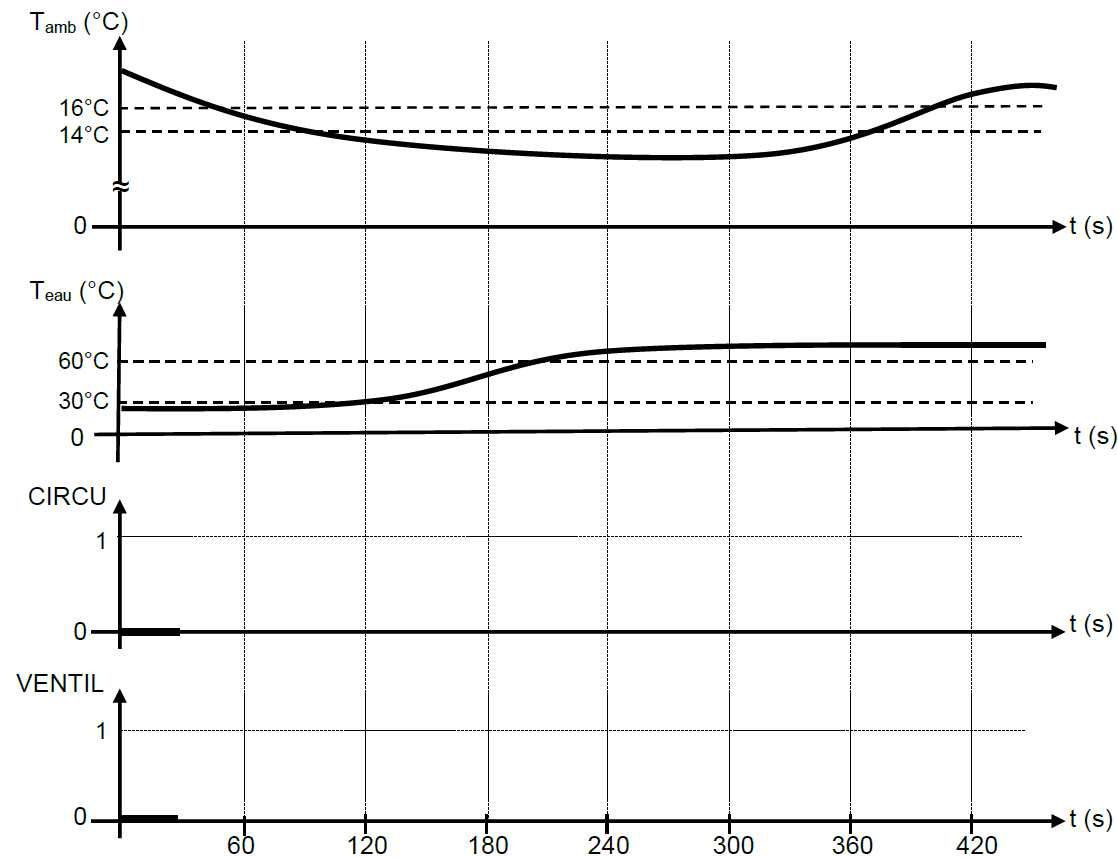 Tamb (°C)
16°C
14°C
0
t (s)
Teau (°C)
60°C
30°C
0
t (s)
CIRCU
1
0
t (s)
VENTIL
1
0
t (s)
60 120 180 240 300 360 420